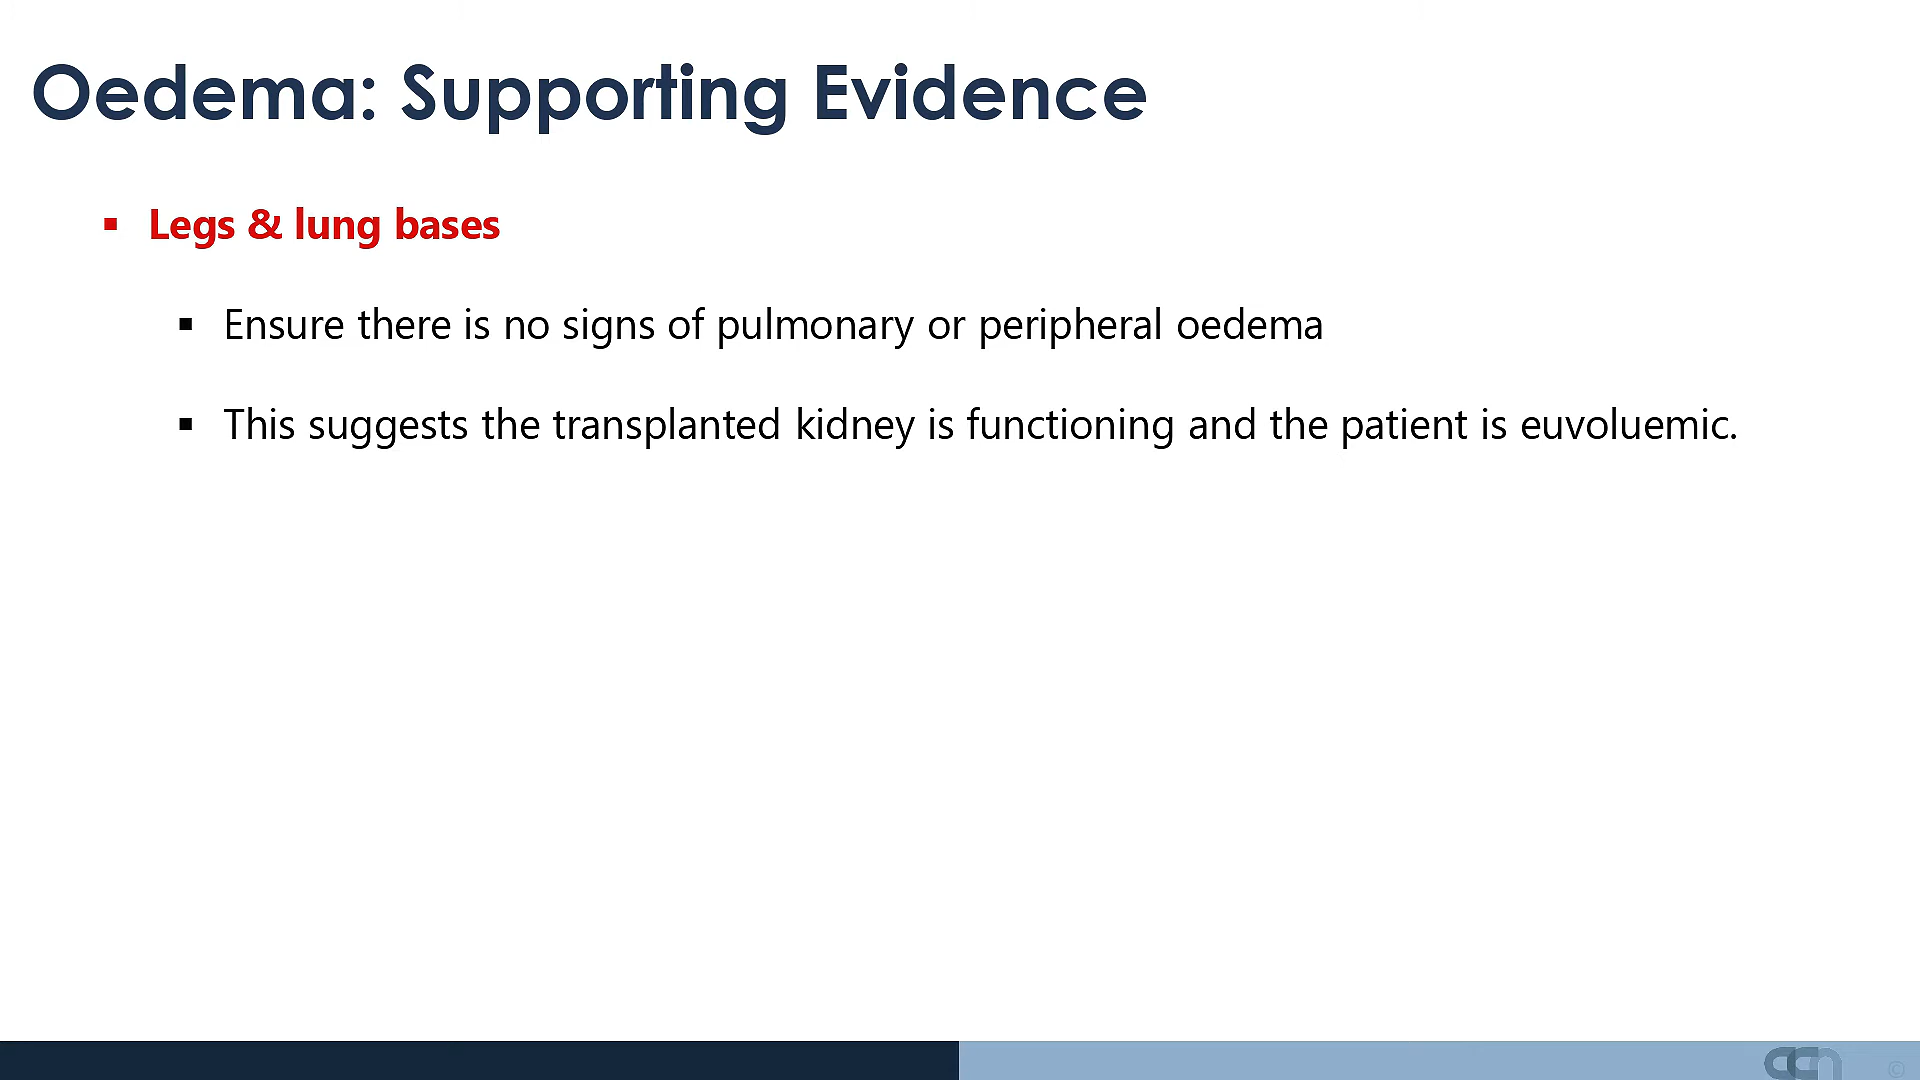 Oedema: Supporting Evidence
Legs & lung bases
Ensure there is no signs of pulmonary or peripheral oedema
This suggests the transplanted kidney is functioning and the patient is euvoluemic.
©